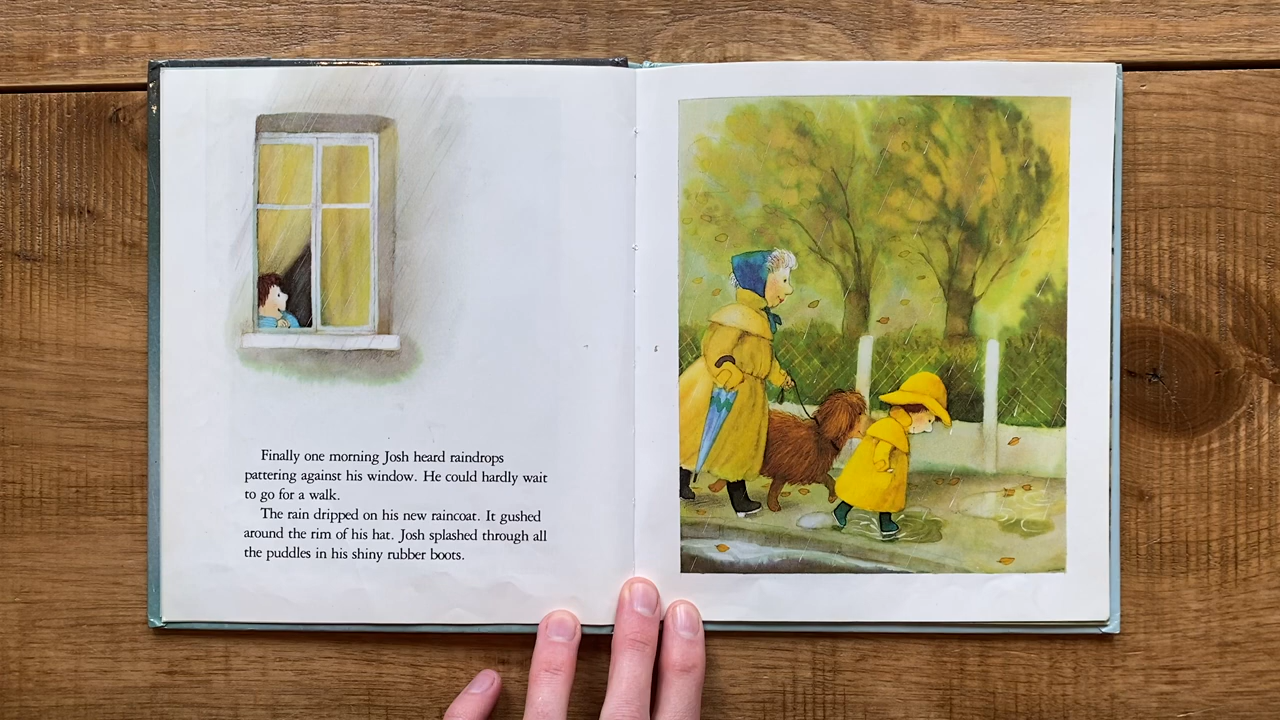 Finally one morning Josh heard raindrops
pattering against his window. He could hardly wait
to go for a walk.
The rain dripped on his new raincoat. It gushed
around the rim of his hat. Josh splashed through all
the puddles in his shiny rubber boots.